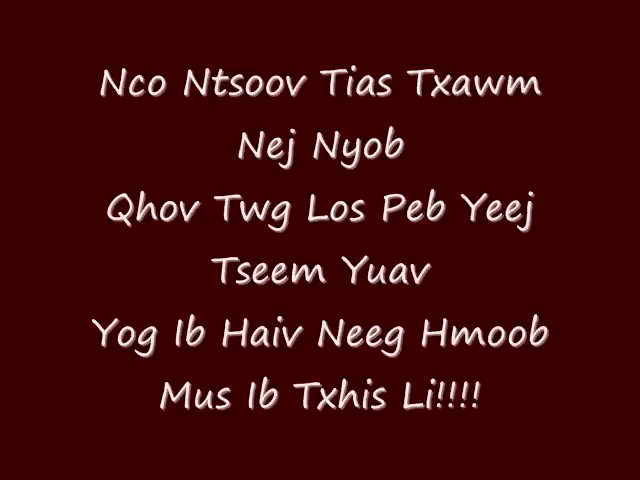 Nco Ntsoov Tias Txawm
Nej Nyob
Qhov Twg Los Peb Yeej
Tseem Yuav
Yog Ib Haiv Neeg Hmoob
Mus Ib Txhis Li!!!!